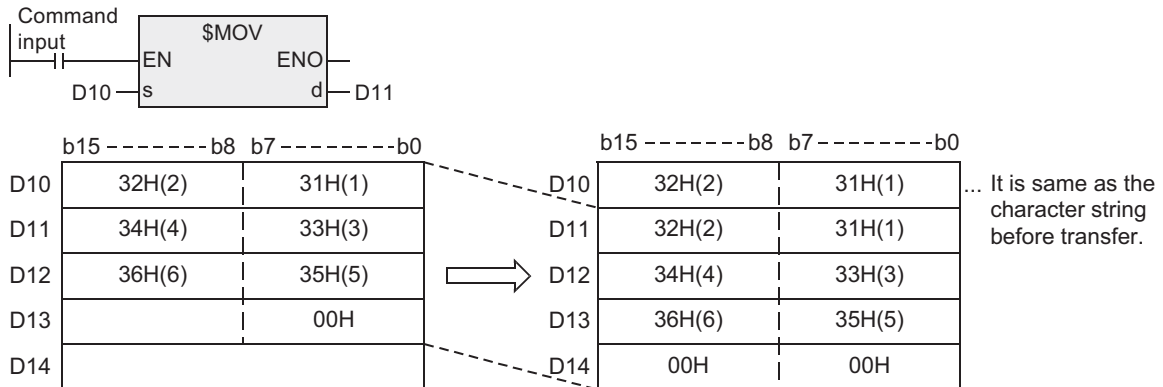 Command
input
$MOV
EN ENO
D10 s d D11
b15 b8 b7 b0 b15 b8 b7 b0
D10 32H(2) 31H(1) D10 32H(2) 31H(1) ... It is same as the
character string
D11 34H(4) 33H(3) D11 32H(2) 31H(1) before transfer.
D12 36H(6) 35H(5) D12 34H(4) 33H(3)
D13 00H D13 36H(6) 35H(5)
D14 D14 00H 00H